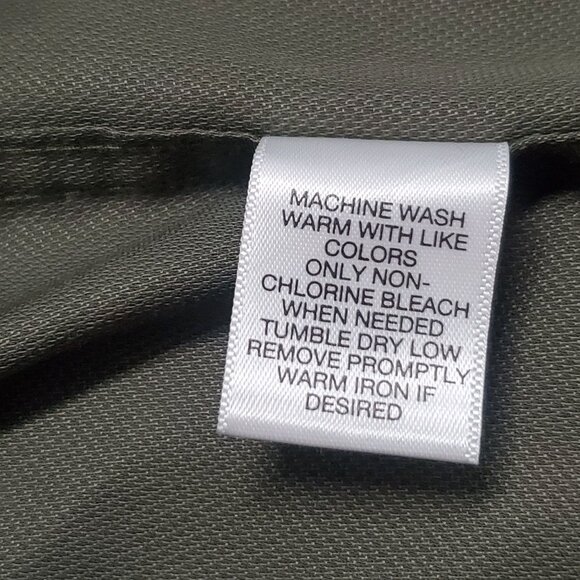 MACHINE WASH
WARM WITH LIKE
COLORS
ONLY NON-
CHLORINE BLEACH
WHEN NEEDED
TUMBLE DRY LOW
REMOVE PROMPTLY
WARM IRON IF
DESIRED